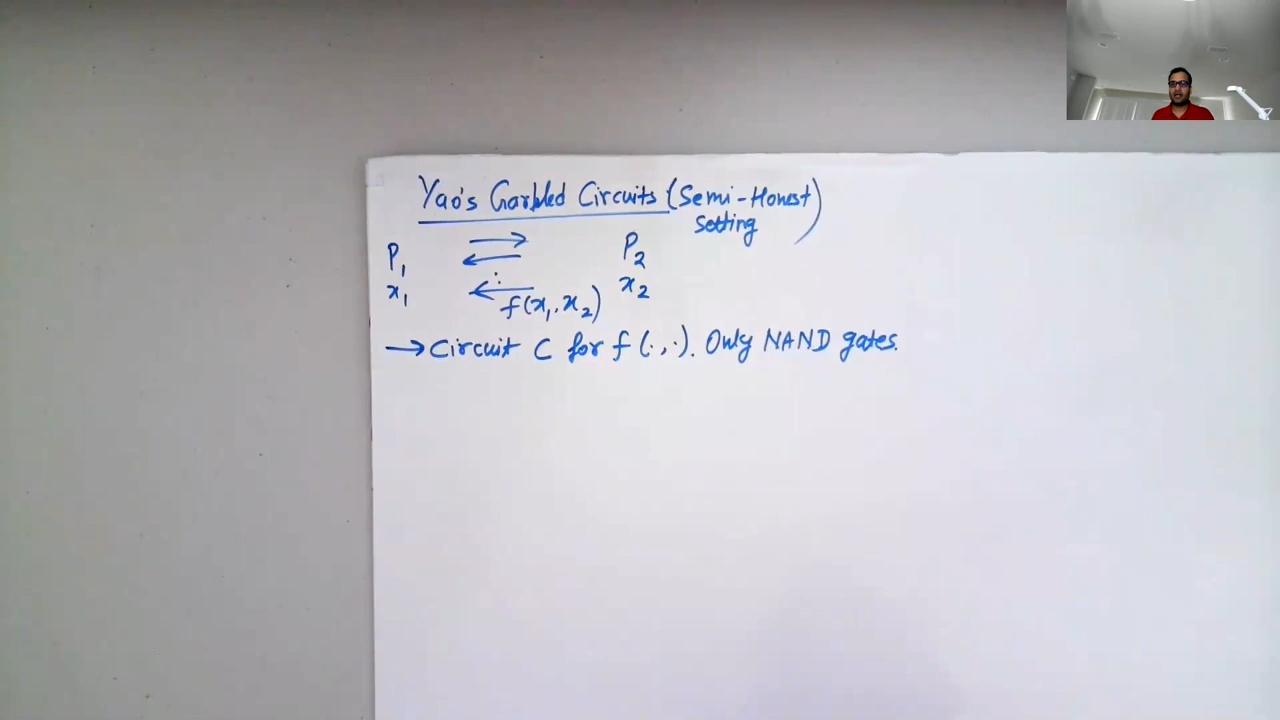 Yao's Garbled Circuits (Semi-Honest
Setting)
P₁ ⟶ P₂
⟵
x₁ ⟵ x₂
f(x₁, x₂)
→ Circuit C for f(·,·). Only NAND gates.